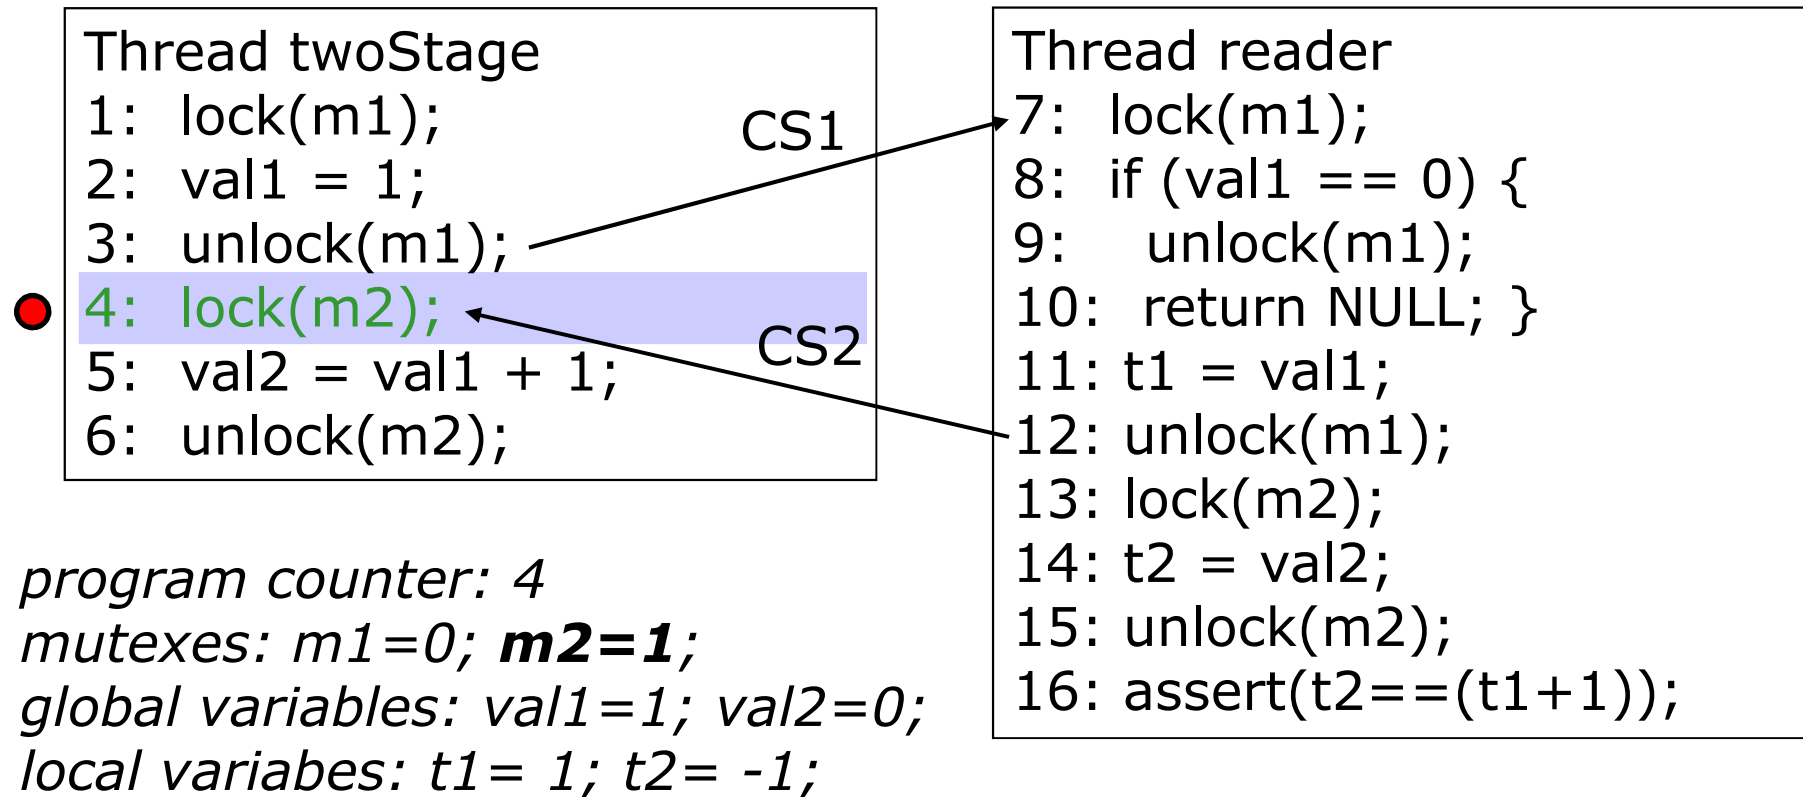 Thread twoStage
1: lock(m1);
2: val1 = 1;
3: unlock(m1);
4: lock(m2);
5: val2 = val1 + 1;
6: unlock(m2);
CS1
CS2
Thread reader
7: lock(m1);
8: if (val1 == 0) {
9: unlock(m1);
10: return NULL; }
11: t1 = val1;
12: unlock(m1);
13: lock(m2);
14: t2 = val2;
15: unlock(m2);
16: assert(t2==(t1+1));
program counter: 4
mutexes: m1=0; m2=1;
global variables: val1=1; val2=0;
local variabes: t1= 1; t2= -1;